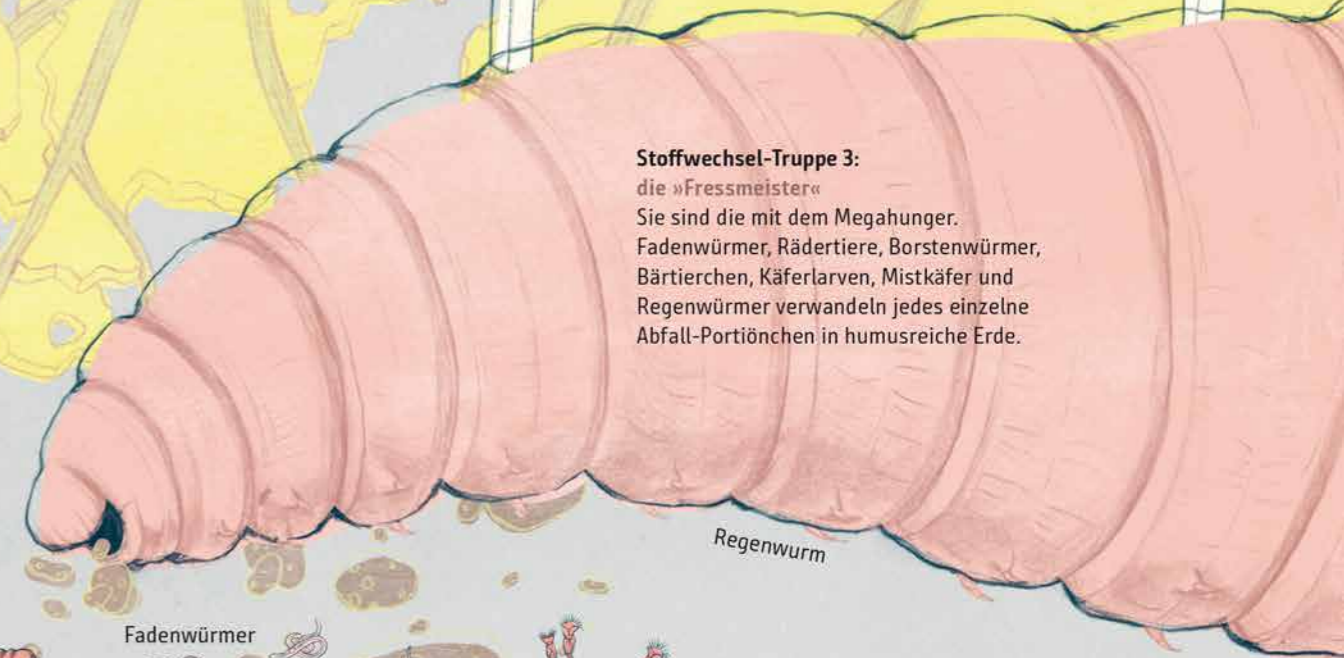 Stoffwechsel-Truppe 3:
die »Fressmeister«
Sie sind die mit dem Megahunger.
Fadenwürmer, Rädertiere, Borstenwürmer,
Bärtierchen, Käferlarven, Mistkäfer und
Regenwürmer verwandeln jedes einzelne
Abfall-Portiönchen in humusreiche Erde.
Regenwurm
Fadenwürmer